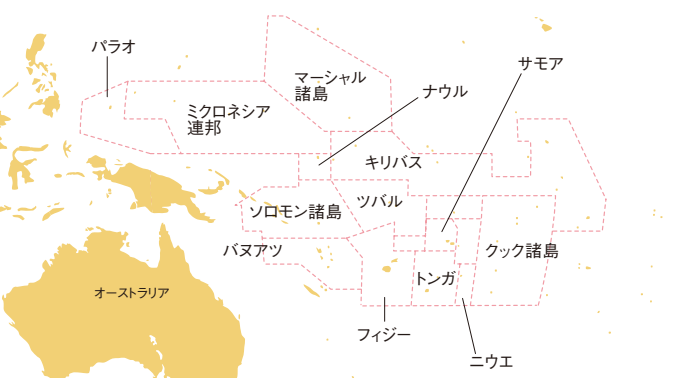 パラオ
マーシャル
諸島
サモア
ナウル
ミクロネシア
連邦
キリバス
ツバル
ソロモン諸島
バヌアツ
クック諸島
トンガ
オーストラリア
フィジー
ニウエ